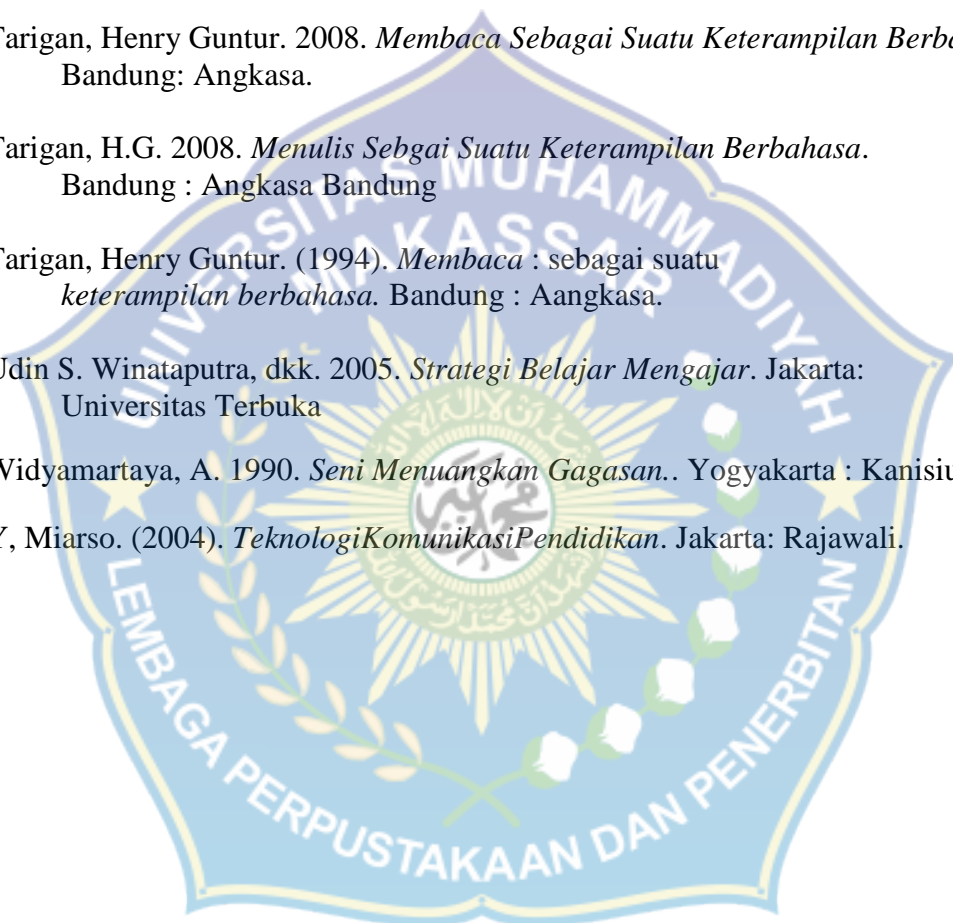 Tarigan, Henry Guntur. 2008. Membaca Sebagai Suatu Keterampilan
Bandung: Angkasa.
Tarigan, H.G. 2008. Menulis Sebgai Suatu Keterampilan Berbahasa.
Bandung : Angkasa Bandung
Tarigan, Henry Guntur. (1994). Membaca : sebagai suatu
keterampilan berbahasa. Bandung : Aangkasa.
Udin S. Winataputra, dkk. 2005. Strategi Belajar Mengajar. Jakarta:
Universitas Terbuka
Widyamartaya, A. 1990. Seni Menuangkan Gagasan.. Yogyakarta : Kanisiu
Y, Miarso. (2004). TeknologiKomunikasiPendidikan. Jakarta: Rajawali.
UNIVERSITAS MUHAMMADIYAH
MAKASSAR
LEMBAGA PERPUSTAKAAN DAN PENERBITAN